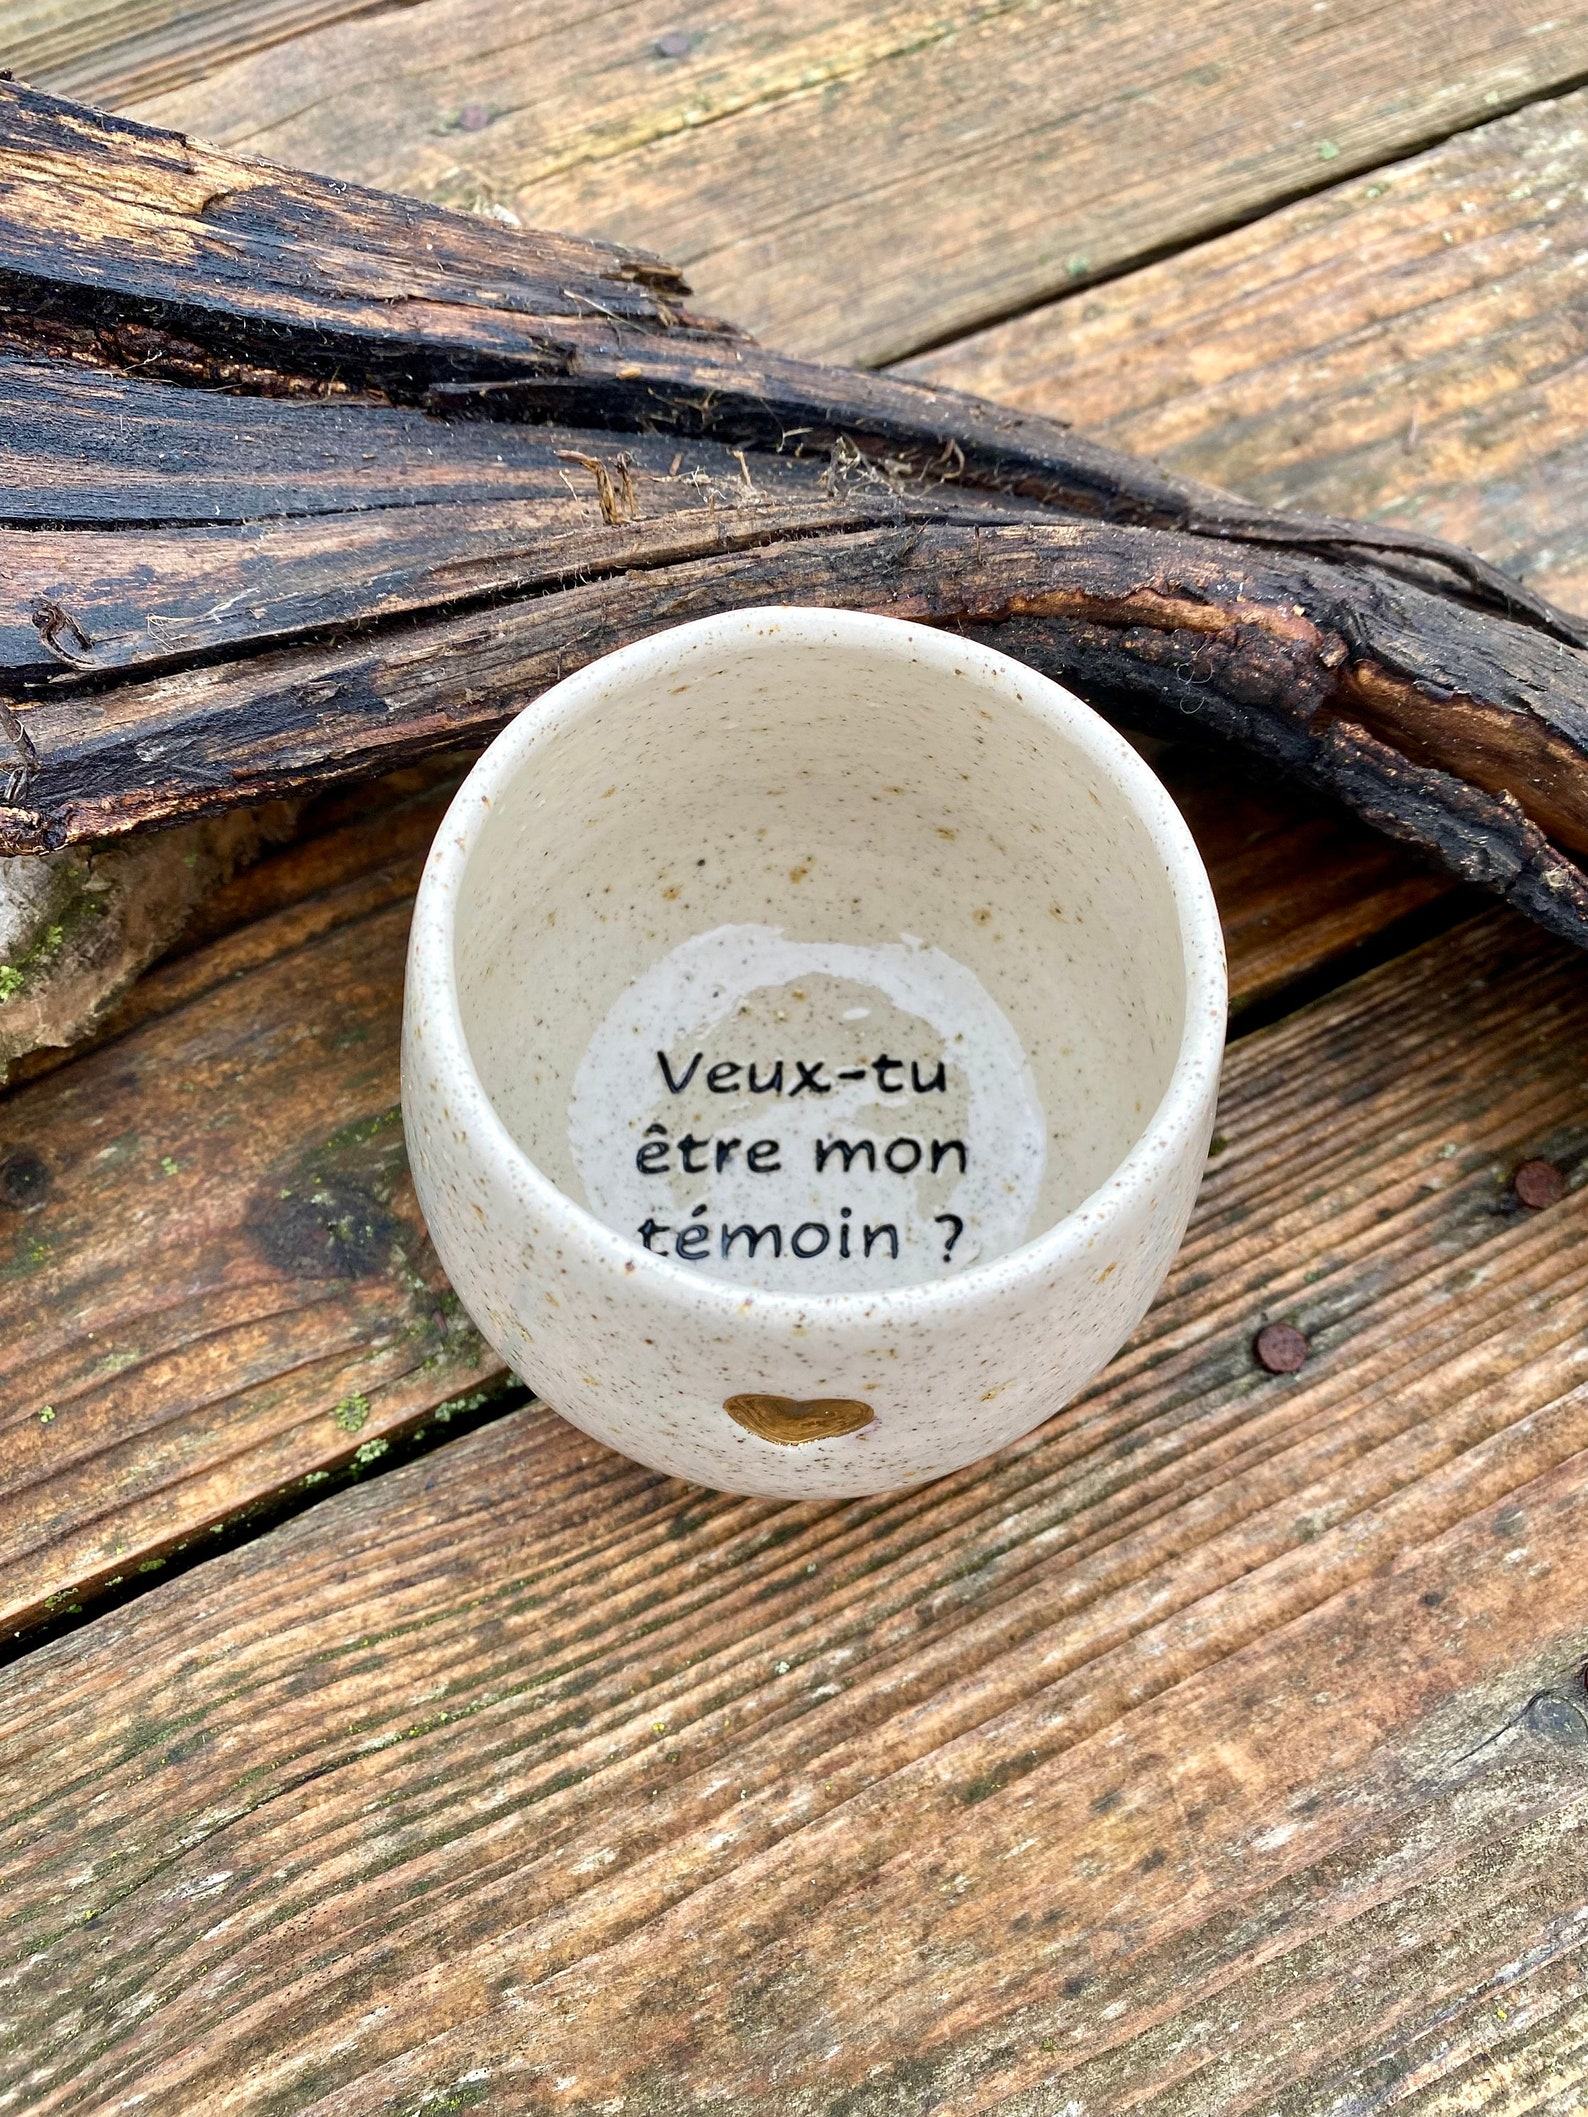 Veux-tu
être mon
témoin ?